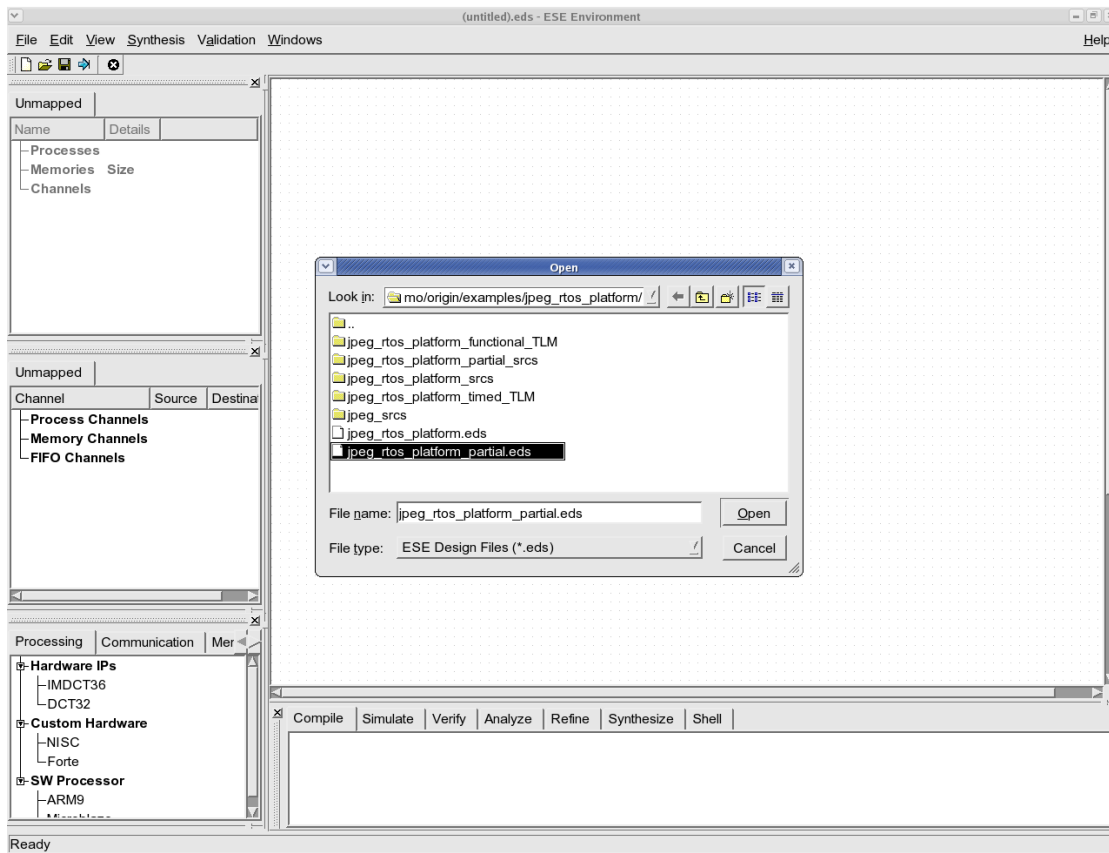 (untitled).eds - ESE Environment
File Edit View Synthesis Validation Windows Help
Unmapped
Name Details
Processes
Memories Size
Channels
Unmapped
Channel Source Destina
Process Channels
Memory Channels
FIFO Channels
Processing Communication Mer
Hardware IPs
IMDCT36
DCT32
Custom Hardware
NISC
Forte
SW Processor
ARM9
Open
Look in: mo/origin/examples/jpeg_rtos_platform/
..
jpeg_rtos_platform_functional_TLM
jpeg_rtos_platform_partial_srcs
jpeg_rtos_platform_srcs
jpeg_rtos_platform_timed_TLM
jpeg_srcs
jpeg_rtos_platform.eds
jpeg_rtos_platform_partial.eds
File name: jpeg_rtos_platform_partial.eds Open
File type: ESE Design Files (*.eds) Cancel
Compile Simulate Verify Analyze Refine Synthesize Shell
Ready